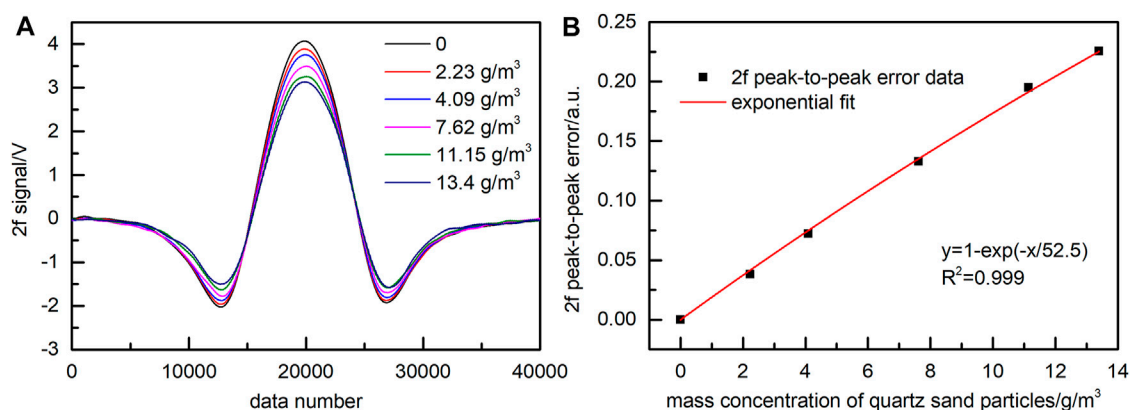 A
4
3
2
1
0
-1
-2
-3
2f signal/V
0
2.23 g/m³
4.09 g/m³
7.62 g/m³
11.15 g/m³
13.4 g/m³
0 10000 20000 30000 40000
data number
B
0.25
0.20
0.15
0.10
0.05
0.00
2f peak-to-peak error/a.u.
2f peak-to-peak error data
exponential fit
y=1-exp(-x/52.5)
R²=0.999
0 2 4 6 8 10 12 14
mass concentration of quartz sand particles/g/m³